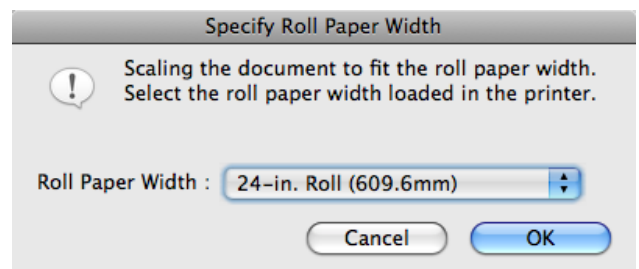 Specify Roll Paper Width
Scaling the document to fit the roll paper width.
Select the roll paper width loaded in the printer.
Roll Paper Width : 24-in. Roll (609.6mm)
Cancel OK